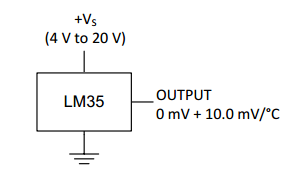 +Vs
(4 V to 20 V)
LM35
OUTPUT
0 mV + 10.0 mV/°C